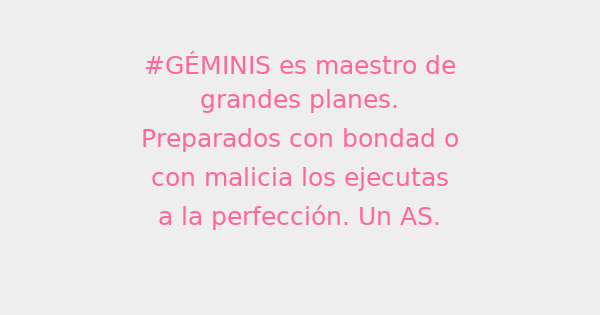 #GÉMINIS es maestro de
grandes planes.
Preparados con bondad o
con malicia los ejecutas
a la perfección. Un AS.